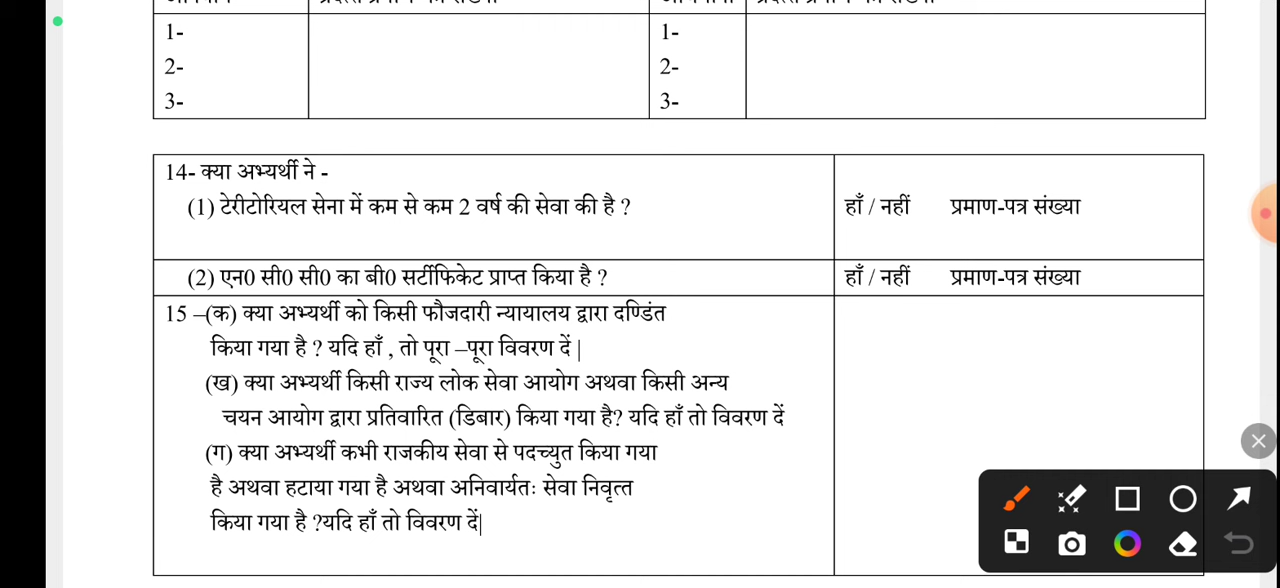 1- 1-
2- 2-
3- 3-
14- क्या अभ्यर्थी ने -
(1) टेरीटोरियल सेना में कम से कम 2 वर्ष की सेवा की है ? हाँ / नहीं प्रमाण-पत्र संख्या
(2) एन0 सी0 सी0 का बी0 सर्टीफिकेट प्राप्त किया है ? हाँ / नहीं प्रमाण-पत्र संख्या
15 –(क) क्या अभ्यर्थी को किसी फौजदारी न्यायालय द्वारा दण्डिंत
किया गया है ? यदि हाँ , तो पूरा –पूरा विवरण दें |
(ख) क्या अभ्यर्थी किसी राज्य लोक सेवा आयोग अथवा किसी अन्य
चयन आयोग द्वारा प्रतिवारित (डिबार) किया गया है? यदि हाँ तो विवरण दें
(ग) क्या अभ्यर्थी कभी राजकीय सेवा से पदच्युत किया गया
है अथवा हटाया गया है अथवा अनिवार्यतः सेवा निवृत्त
किया गया है ?यदि हाँ तो विवरण दें|